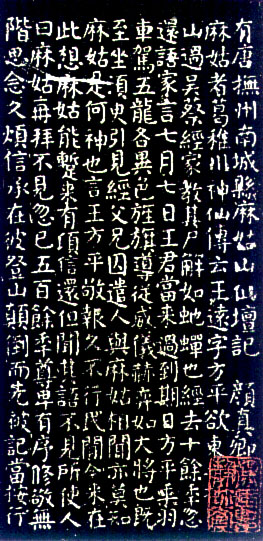 有唐撫州南城縣麻姑山仙壇記 顏真卿
麻姑者葛稚川神仙傳云王遠字方平欲東
山過吳蔡經家教其尸解如蛇蟬也經去十餘年忽
還語家言七月七日王君當來過到期日方平乘羽
車駕五龍各異色旌旗導從威儀赫弈如大將也既
至坐須臾引見經父兄因遣人與麻姑相聞亦莫知
麻姑是何神也言王方平敬報久不行民間今來在
此想麻姑能暫來有頃信還但聞其語不見所使人
曰麻姑再拜不見忽已五百餘年尊卑有序修敬無
階思念久煩信承在彼登山顛倒而先被記當按行